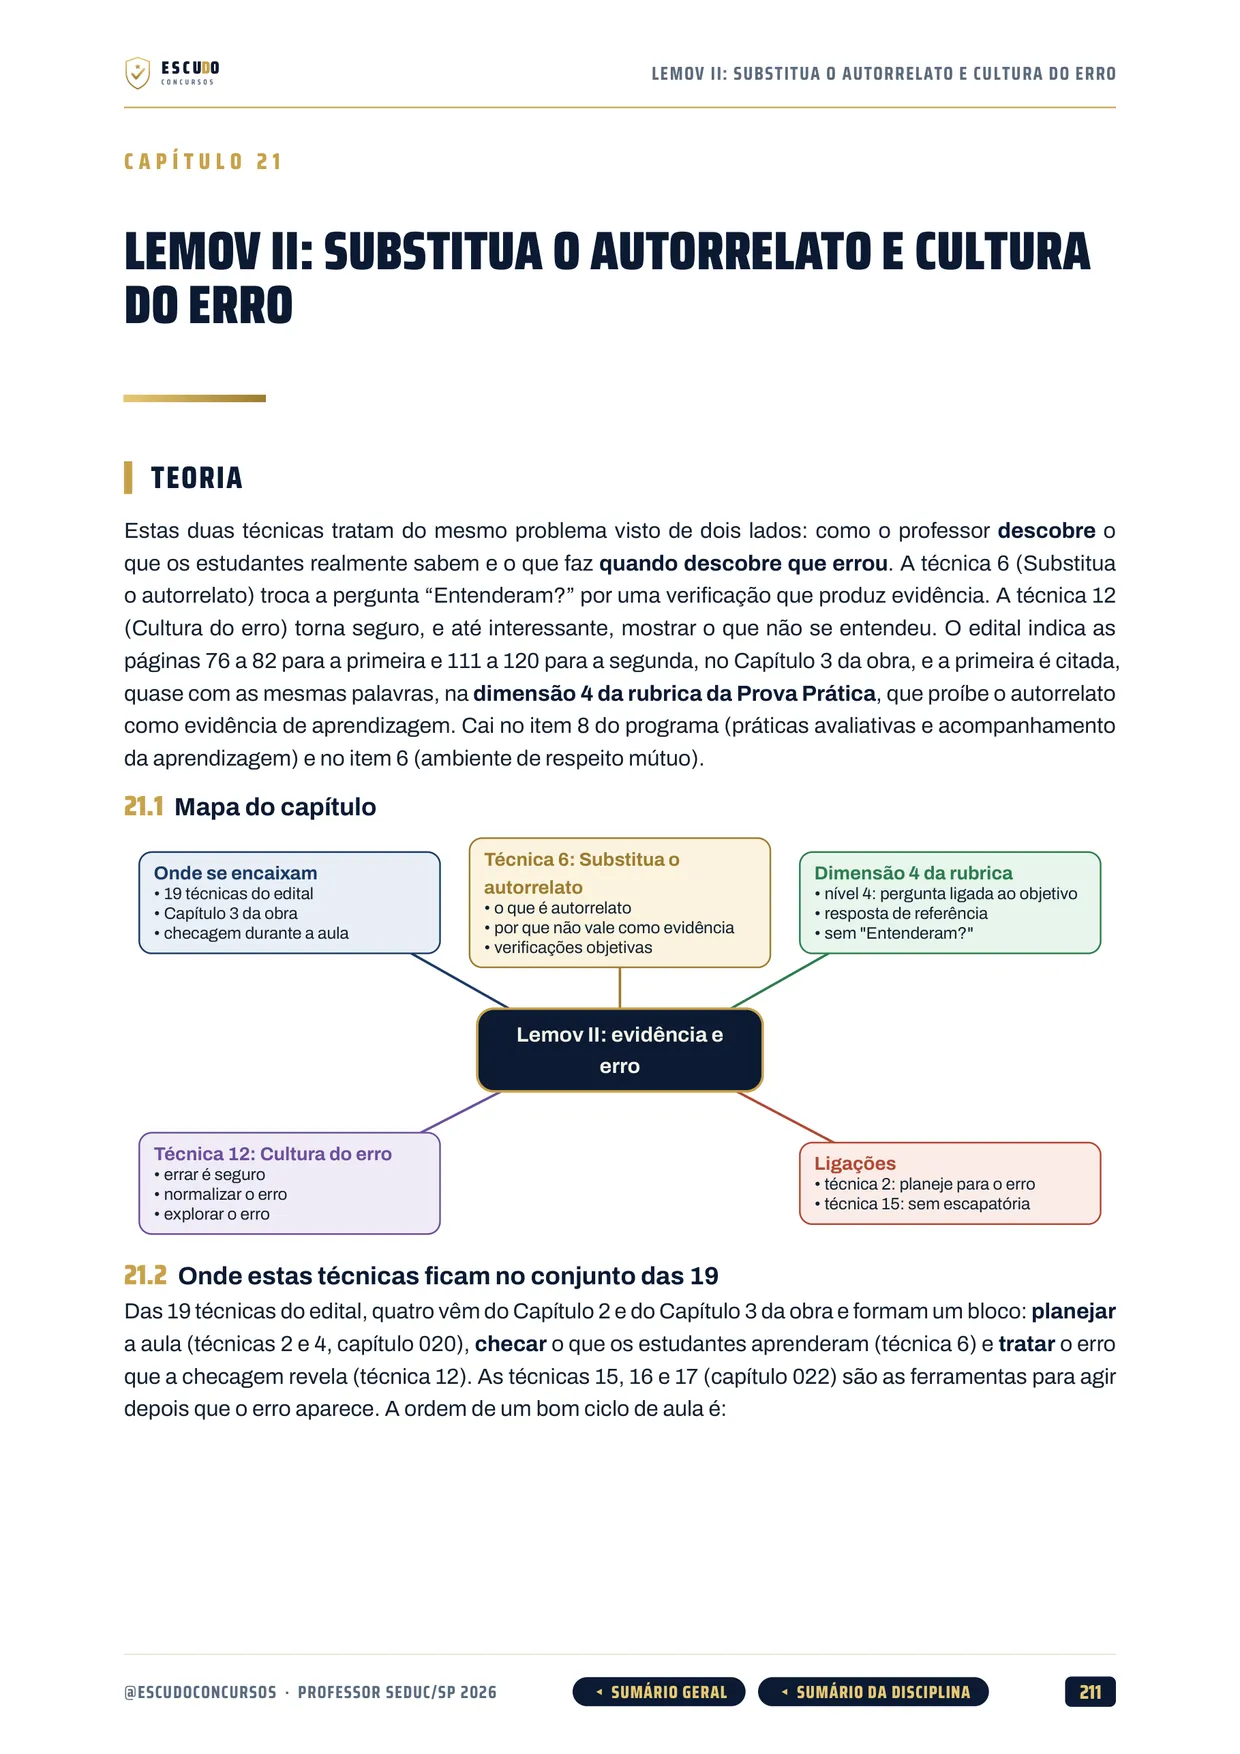 ESCUDO
CONCURSOS
LEMOV II: SUBSTITUA O AUTORRELATO E CULTURA DO ERRO
CAPÍTULO 21
LEMOV II: SUBSTITUA O AUTORRELATO E CULTURA
DO ERRO
TEORIA
Estas duas técnicas tratam do mesmo problema visto de dois lados: como o professor descobre o
que os estudantes realmente sabem e o que faz quando descobre que errou. A técnica 6 (Substitua
o autorrelato) troca a pergunta “Entenderam?” por uma verificação que produz evidência. A técnica 12
(Cultura do erro) torna seguro, e até interessante, mostrar o que não se entendeu. O edital indica as
páginas 76 a 82 para a primeira e 111 a 120 para a segunda, no Capítulo 3 da obra, e a primeira é citada,
quase com as mesmas palavras, na dimensão 4 da rubrica da Prova Prática, que proíbe o autorrelato
como evidência de aprendizagem. Cai no item 8 do programa (práticas avaliativas e acompanhamento
da aprendizagem) e no item 6 (ambiente de respeito mútuo).
21.1 Mapa do capítulo
Onde se encaixam
• 19 técnicas do edital
• Capítulo 3 da obra
• checagem durante a aula
Técnica 6: Substitua o
autorrelato
• o que é autorrelato
• por que não vale como evidência
• verificações objetivas
Dimensão 4 da rubrica
• nível 4: pergunta ligada ao objetivo
• resposta de referência
• sem "Entenderam?"
Lemov II: evidência e
erro
Técnica 12: Cultura do erro
• errar é seguro
• normalizar o erro
• explorar o erro
Ligações
• técnica 2: planeje para o erro
• técnica 15: sem escapatória
21.2 Onde estas técnicas ficam no conjunto das 19
Das 19 técnicas do edital, quatro vêm do Capítulo 2 e do Capítulo 3 da obra e formam um bloco: planejar
a aula (técnicas 2 e 4, capítulo 020), checar o que os estudantes aprenderam (técnica 6) e tratar o erro
que a checagem revela (técnica 12). As técnicas 15, 16 e 17 (capítulo 022) são as ferramentas para agir
depois que o erro aparece. A ordem de um bom ciclo de aula é:
@ESCUDOCONCURSOS · PROFESSOR SEDUC/SP 2026
SUMÁRIO GERAL
SUMÁRIO DA DISCIPLINA
211